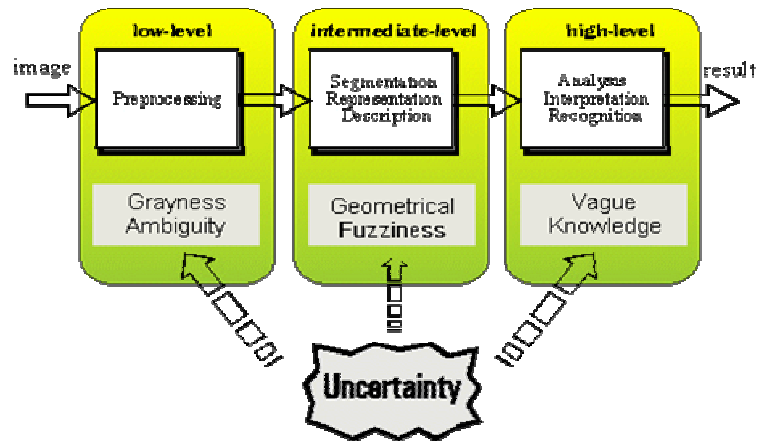 low-level
intermediate-level
high-level
image
result
Preprocessing
Segmentation
Representation
Description
Analysis
Interpretation
Recognition
Grayness
Ambiguity
Geometrical
Fuzziness
Vague
Knowledge
Uncertainty